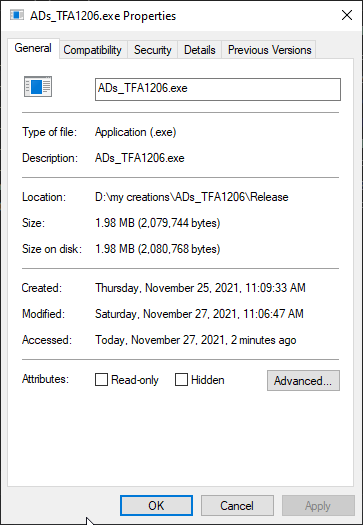 ADs_TFA1206.exe Properties
General Compatibility Security Details Previous Versions
ADs_TFA1206.exe
Type of file: Application (.exe)
Description: ADs_TFA1206.exe
Location: D:\my creations\ADs_TFA1206\Release
Size: 1.98 MB (2,079,744 bytes)
Size on disk: 1.98 MB (2,080,768 bytes)
Created: Thursday, November 25, 2021, 11:09:33 AM
Modified: Saturday, November 27, 2021, 11:06:47 AM
Accessed: Today, November 27, 2021, 2 minutes ago
Attributes: Read-only Hidden Advanced...
OK Cancel Apply